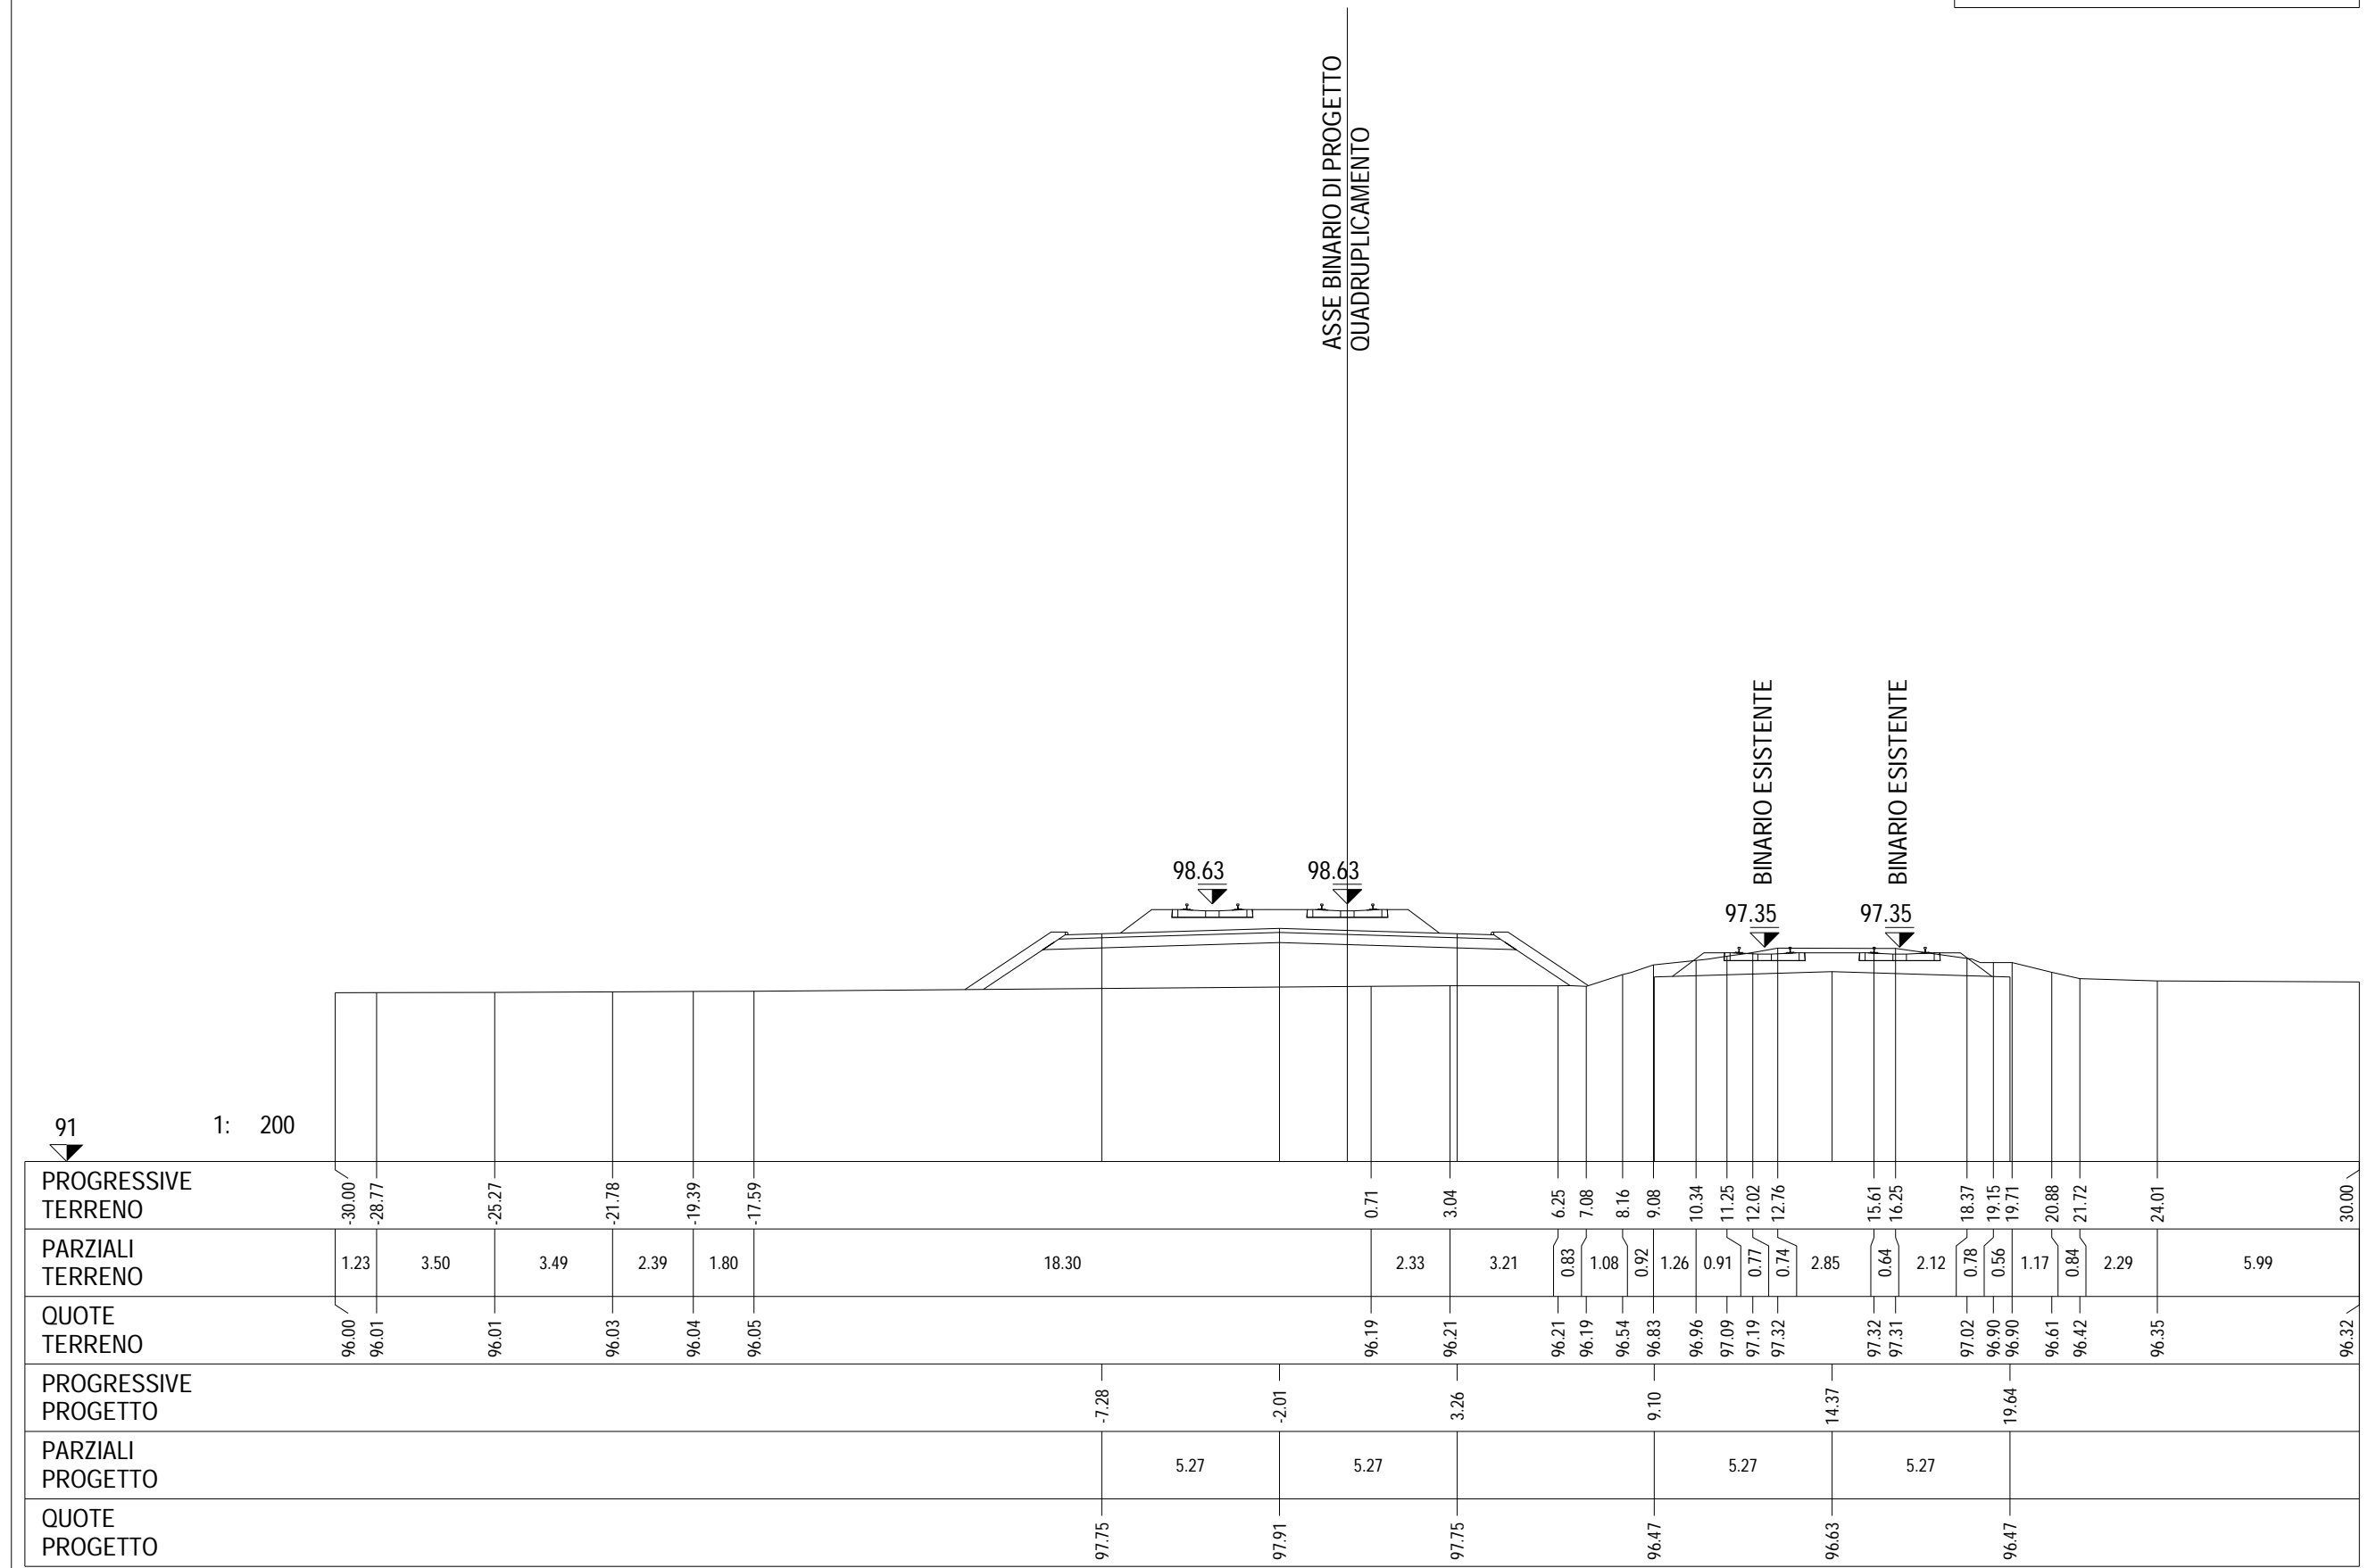 ASSE BINARIO DI PROGETTO
QUADRUPLICAMENTO
BINARIO ESISTENTE
BINARIO ESISTENTE
98.63 98.63
97.35 97.35
91 1: 200
PROGRESSIVE
TERRENO
-30.00 -28.77 -25.27 -21.78 -19.39 -17.59 0.71 3.04 6.25 7.08 8.16 9.08 10.34 11.25 12.02 12.76 15.61 16.25 18.37 19.15 19.71 20.88 21.72 24.01 30.00
PARZIALI
TERRENO
1.23 3.50 3.49 2.39 1.80 18.30 2.33 3.21 0.83 1.08 0.92 1.26 0.91 0.77 0.74 2.85 0.64 2.12 0.78 0.56 1.17 0.84 2.29 5.99
QUOTE
TERRENO
96.00 96.01 96.01 96.03 96.04 96.05 96.19 96.21 96.21 96.19 96.54 96.83 96.96 97.09 97.19 97.32 97.32 97.31 97.02 96.90 96.90 96.61 96.42 96.35 96.32
PROGRESSIVE
PROGETTO
-7.28 -2.01 3.26 9.10 14.37 19.64
PARZIALI
PROGETTO
5.27 5.27 5.27 5.27
QUOTE
PROGETTO
97.75 97.91 97.75 96.47 96.63 96.47